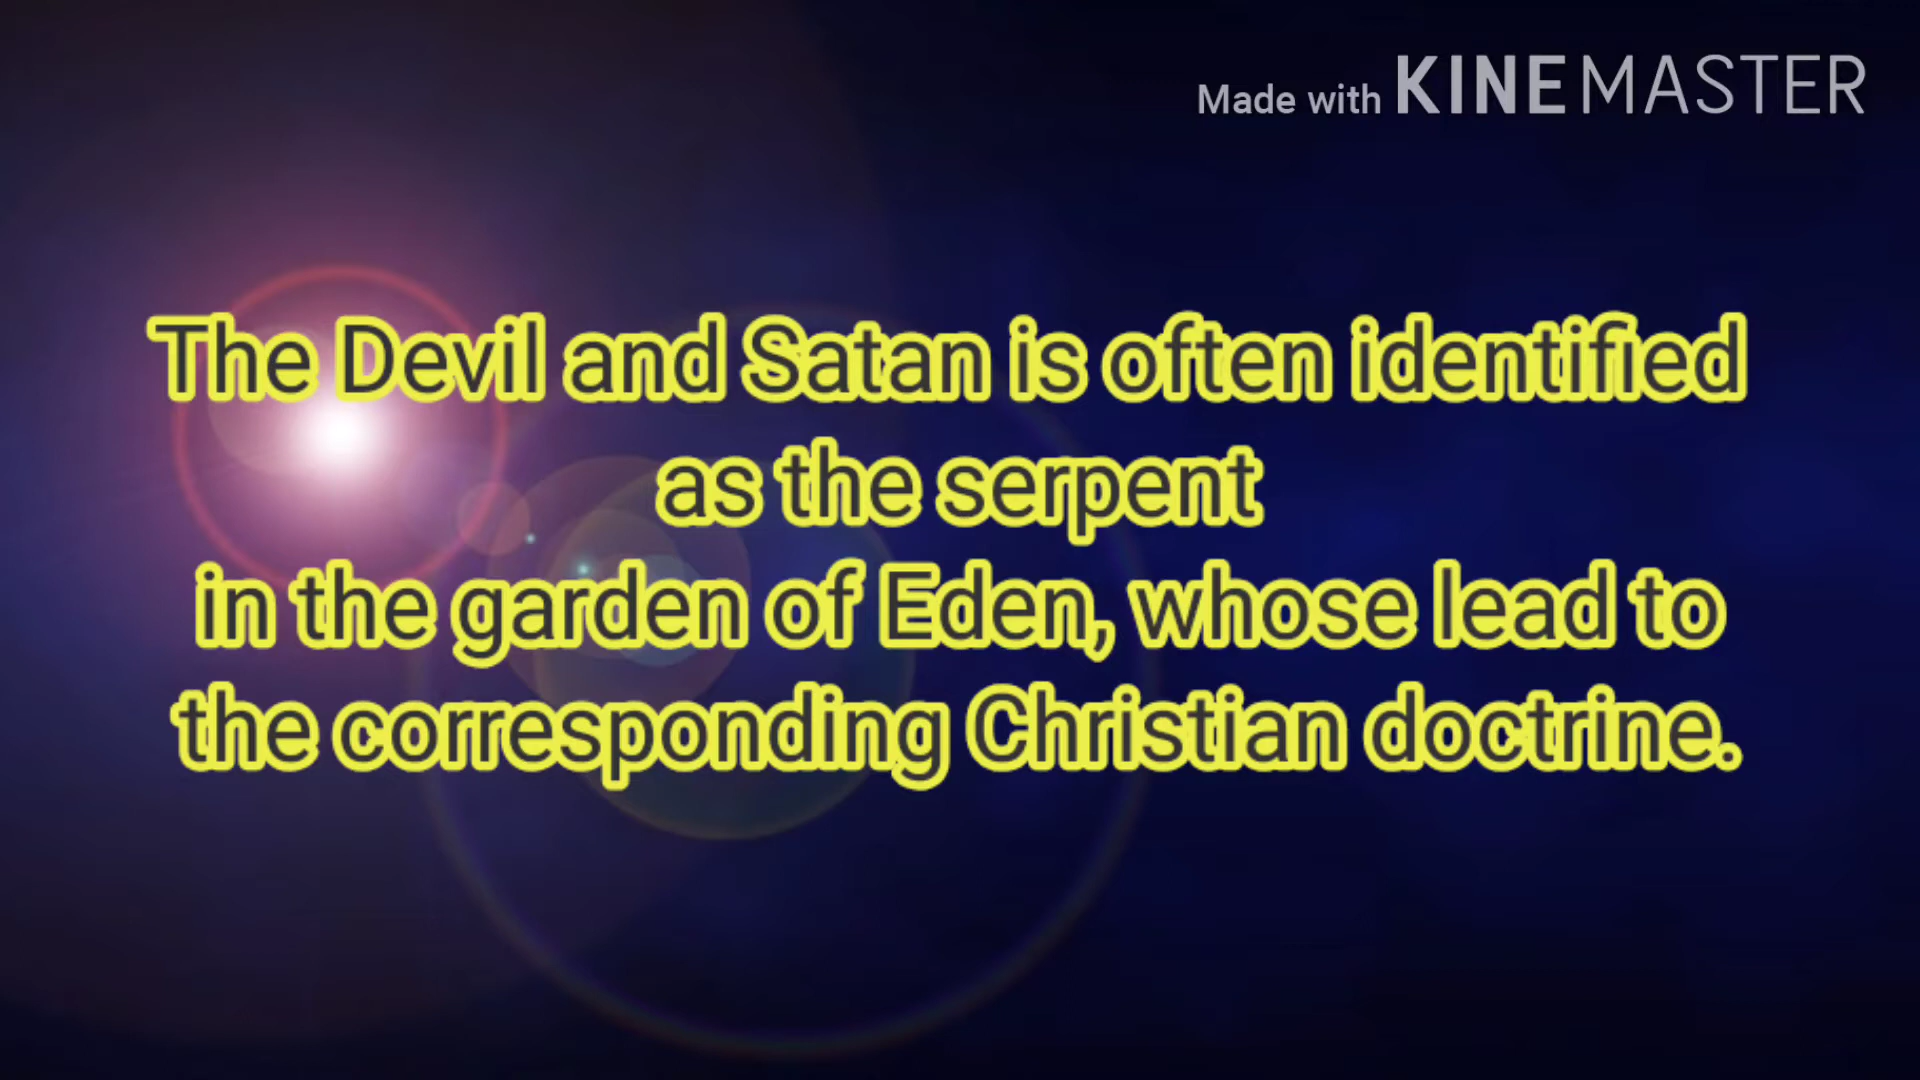 Made with KINEMASTER
The Devil and Satan is often identified
as the serpent
in the garden of Eden, whose lead to
the corresponding Christian doctrine.